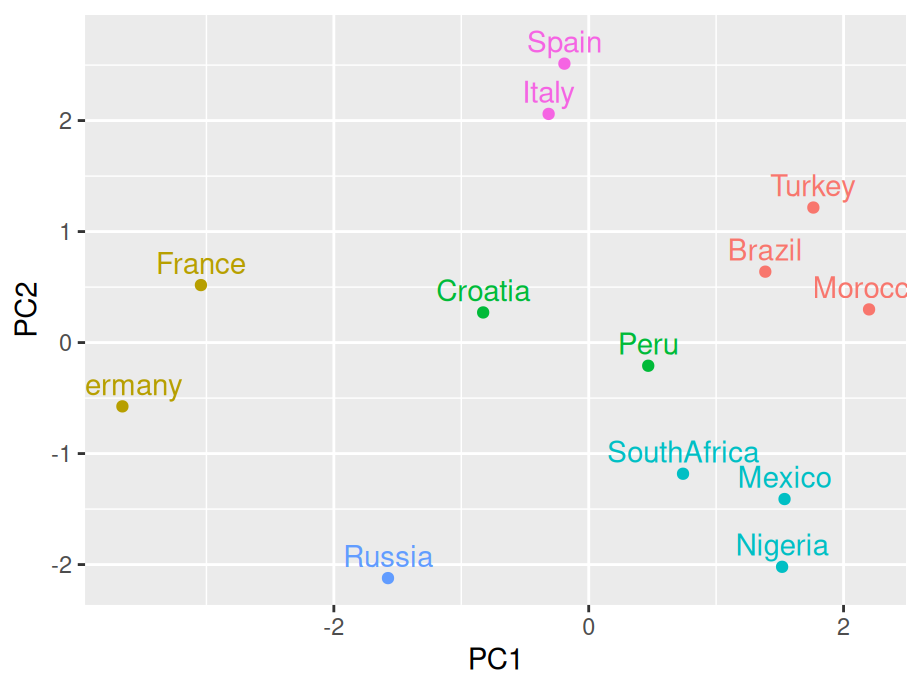 Spain
Italy
2
Turkey
1
Brazil
France
Morocc
Croatia
0
Peru
ermany
-1
SouthAfrica
Mexico
Nigeria
Russia
-2
-2 0 2
PC1
PC2